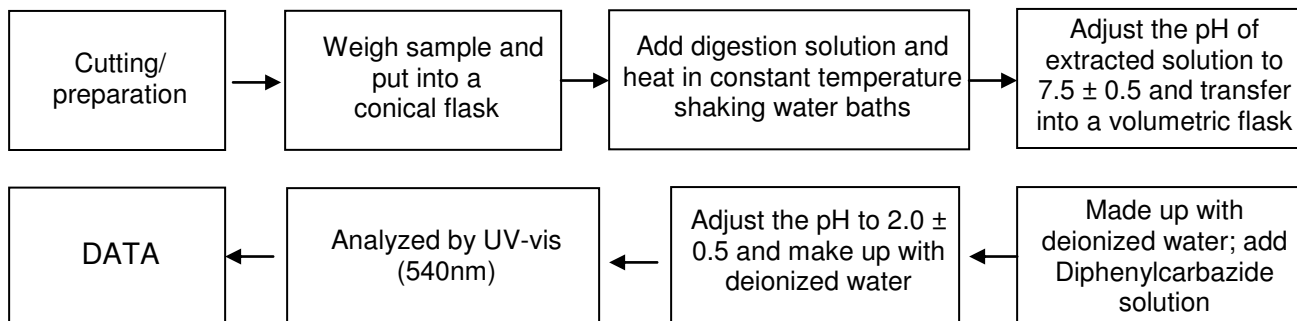 Cutting/
preparation
Weigh sample and
put into a
conical flask
Add digestion solution and
heat in constant temperature
shaking water baths
Adjust the pH of
extracted solution to
7.5 ± 0.5 and transfer
into a volumetric flask
Made up with
deionized water; add
Diphenylcarbazide
solution
Adjust the pH to 2.0 ±
0.5 and make up with
deionized water
Analyzed by UV-vis
(540nm)
DATA